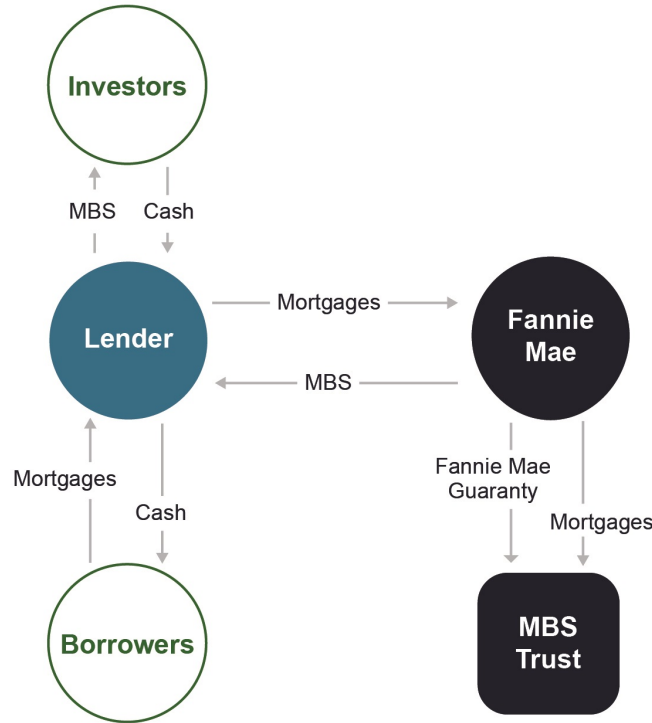 Investors
MBS
Cash
Lender
Mortgages
Fannie
Mae
MBS
Mortgages
Cash
Fannie Mae
Guaranty
Mortgages
Borrowers
MBS
Trust